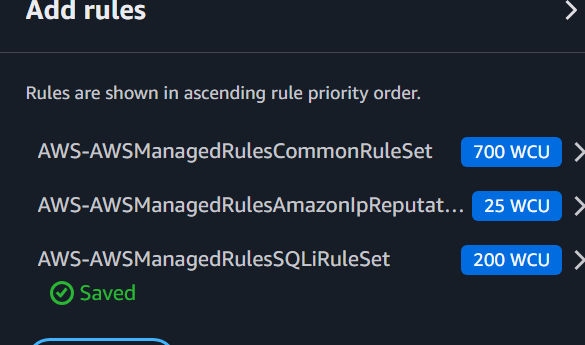 Add rules
Rules are shown in ascending rule priority order.
AWS-AWSManagedRulesCommonRuleSet 700 WCU
AWS-AWSManagedRulesAmazonIpReputat... 25 WCU
AWS-AWSManagedRulesSQLiRuleSet 200 WCU
Saved